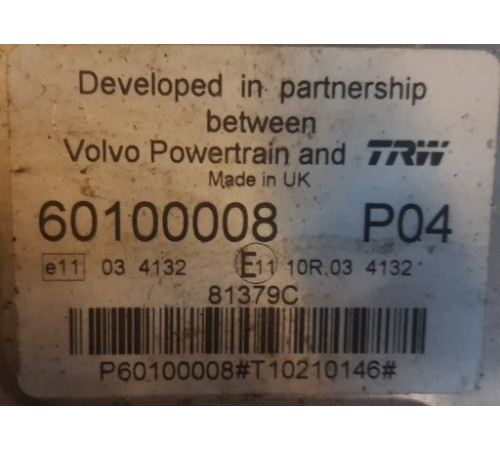 Developed in partnership
between
Volvo Powertrain and TRW
Made in UK
60100008 P04
e11 03 4132 E11 10R.03 4132
81379C
P60100008#T10210146#